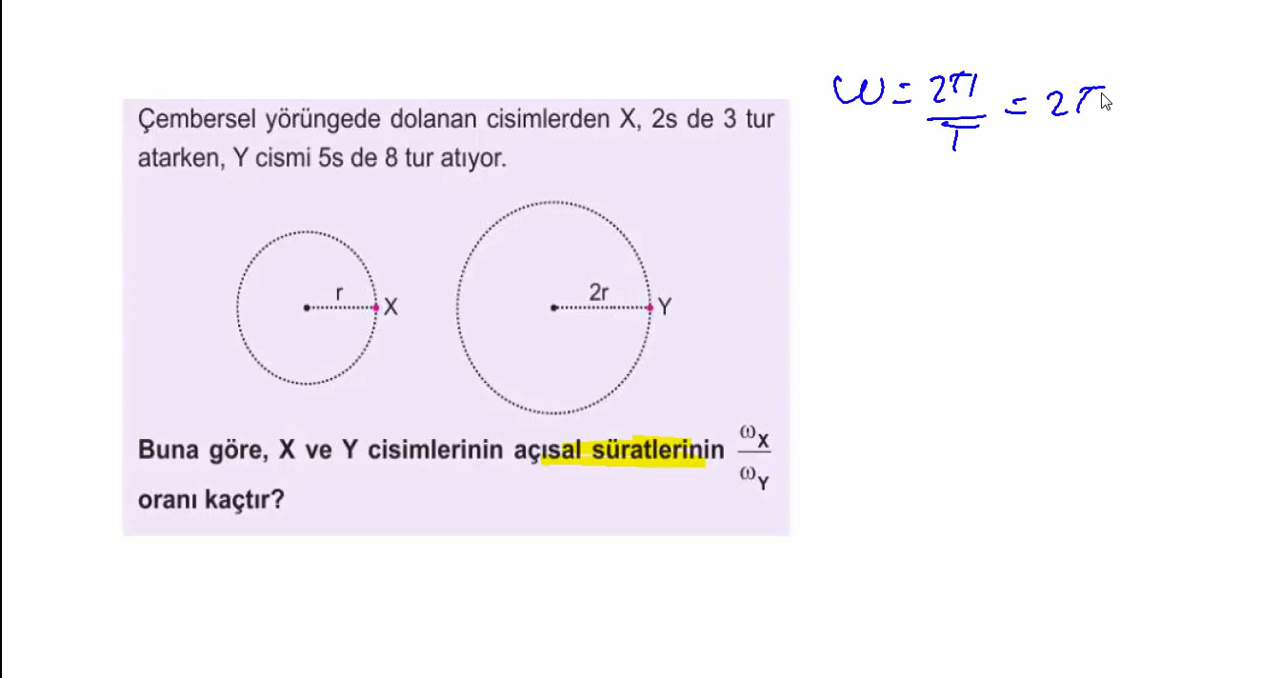 Çembersel yörüngede dolanan cisimlerden X, 2s de 3 tur
atarken, Y cismi 5s de 8 tur atıyor.
r
X
2r
Y
Buna göre, X ve Y cisimlerinin açısal süratlerinin ωX/ωY
oranı kaçtır?
ω = 2π/T = 2π